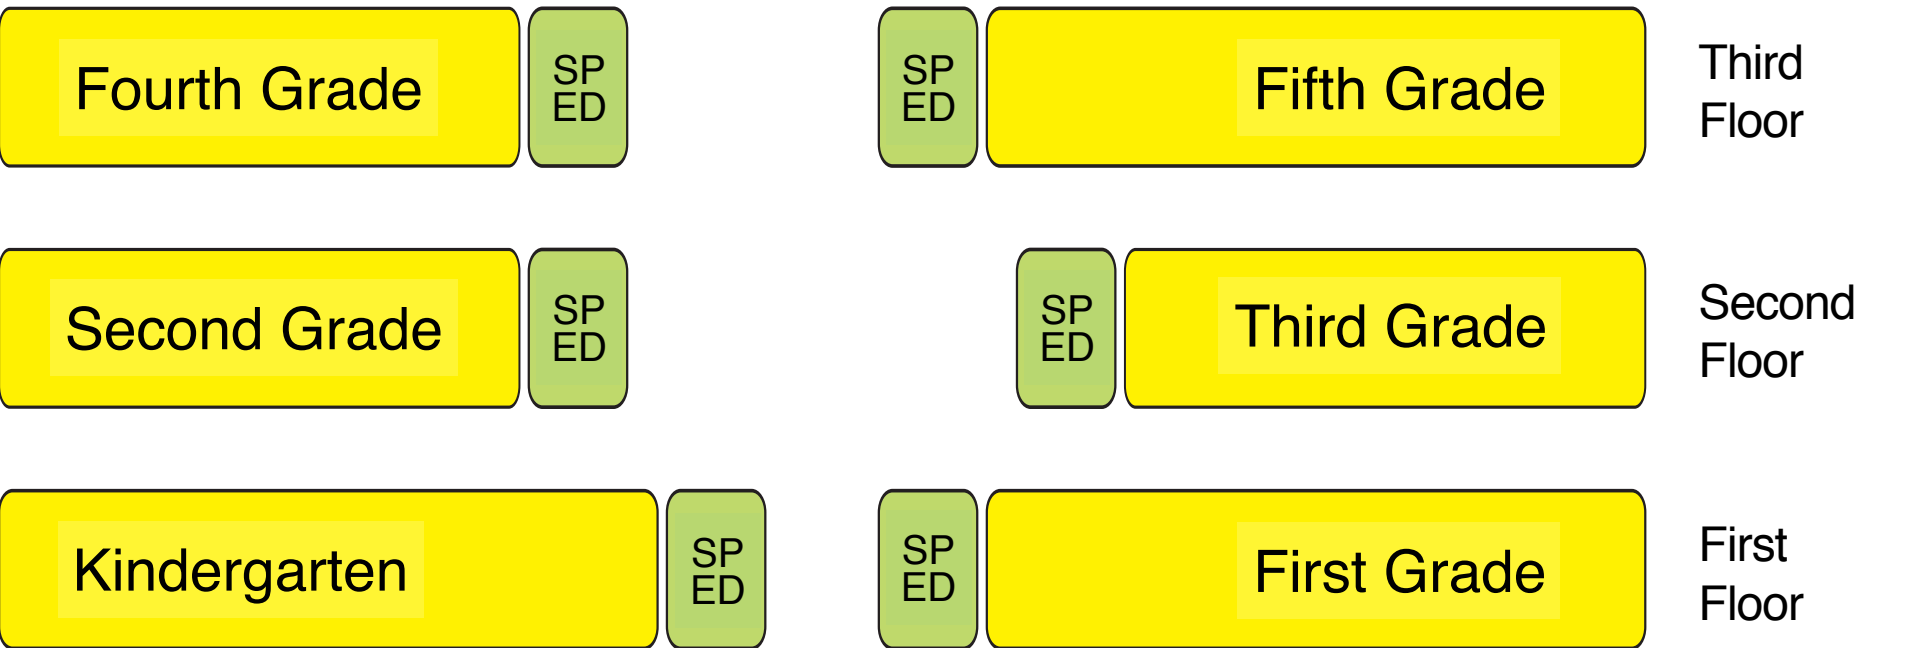 Fourth Grade
SP
ED
SP
ED
Fifth Grade
Third
Floor
Second Grade
SP
ED
SP
ED
Third Grade
Second
Floor
Kindergarten
SP
ED
SP
ED
First Grade
First
Floor